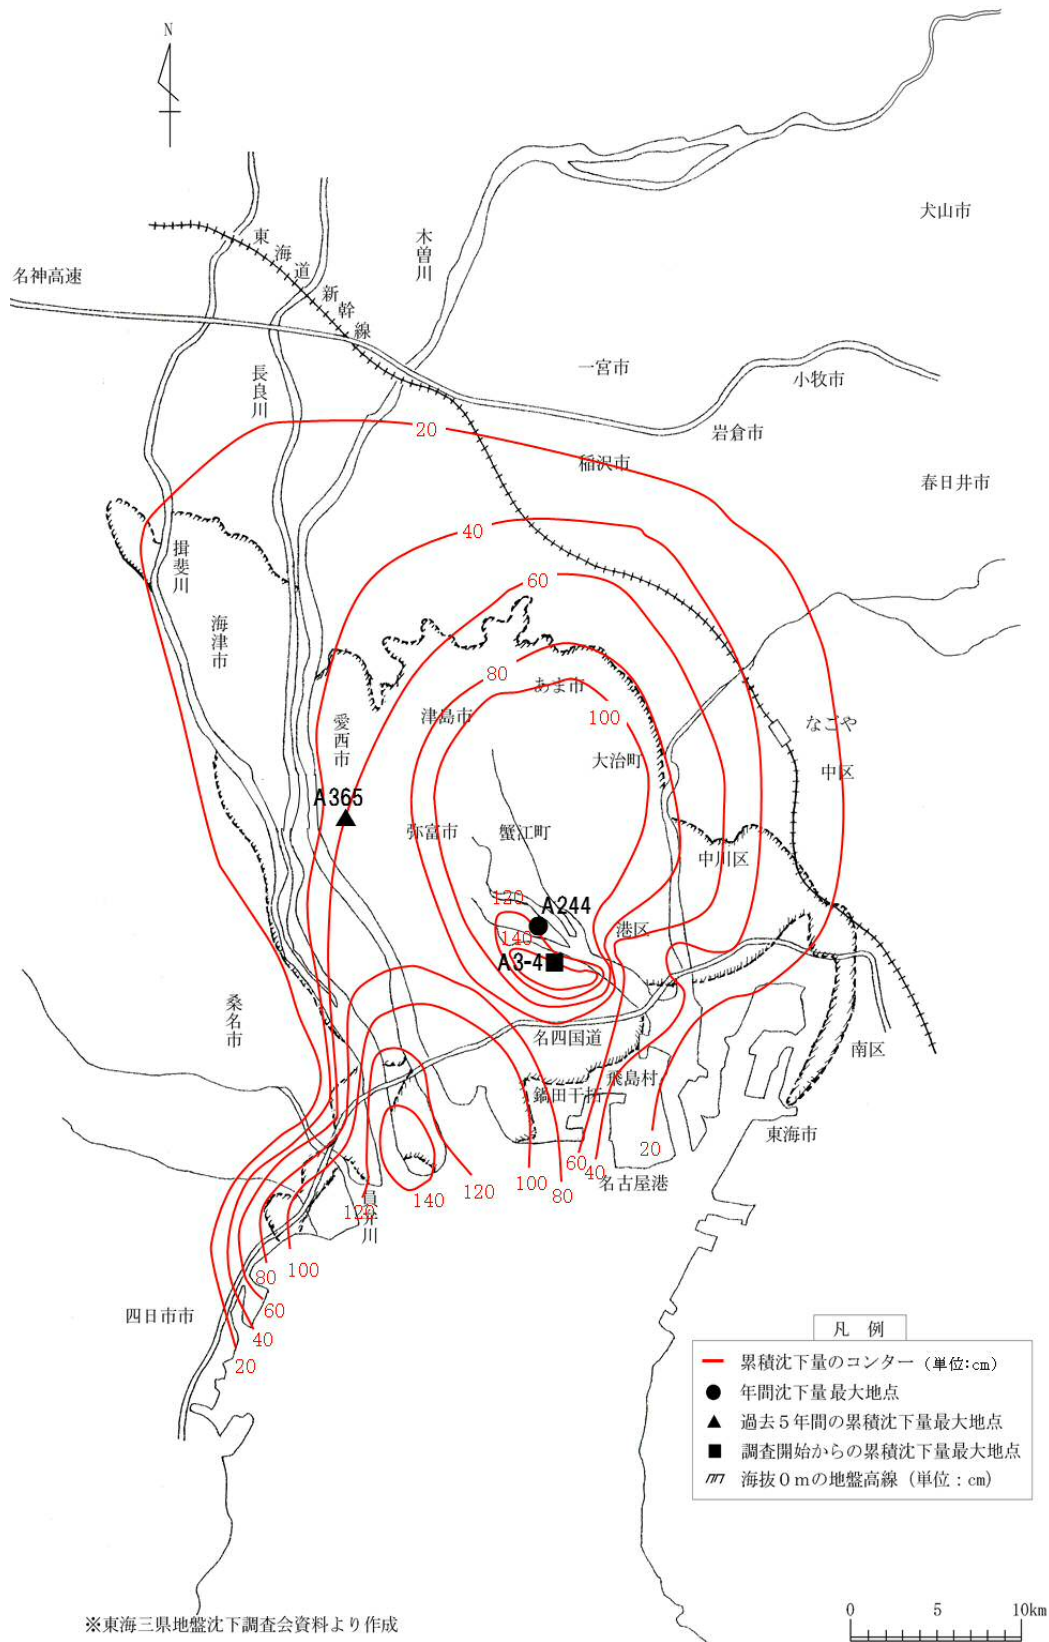 N
犬山市
木曽川
東海道新幹線
名神高速
一宮市
小牧市
長良川
20
岩倉市
稲沢市
春日井市
40
揖斐川
60
海津市
80
あま市
津島市
100
愛西市
なごや
大治町
中区
A365
弥富市
蟹江町
中川区
120
A244
港区
140
A3-4
桑名市
名四国道
南区
飛島村
鍋田干拓
東海市
20
60
40
100
名古屋港
80
120
140
120
員弁川
80
100
60
四日市市
40
20
凡 例
累積沈下量のコンター (単位:cm)
年間沈下量最大地点
過去5年間の累積沈下量最大地点
調査開始からの累積沈下量最大地点
海抜0mの地盤高線 (単位:cm)
0 5 10km
※東海三県地盤沈下調査会資料より作成